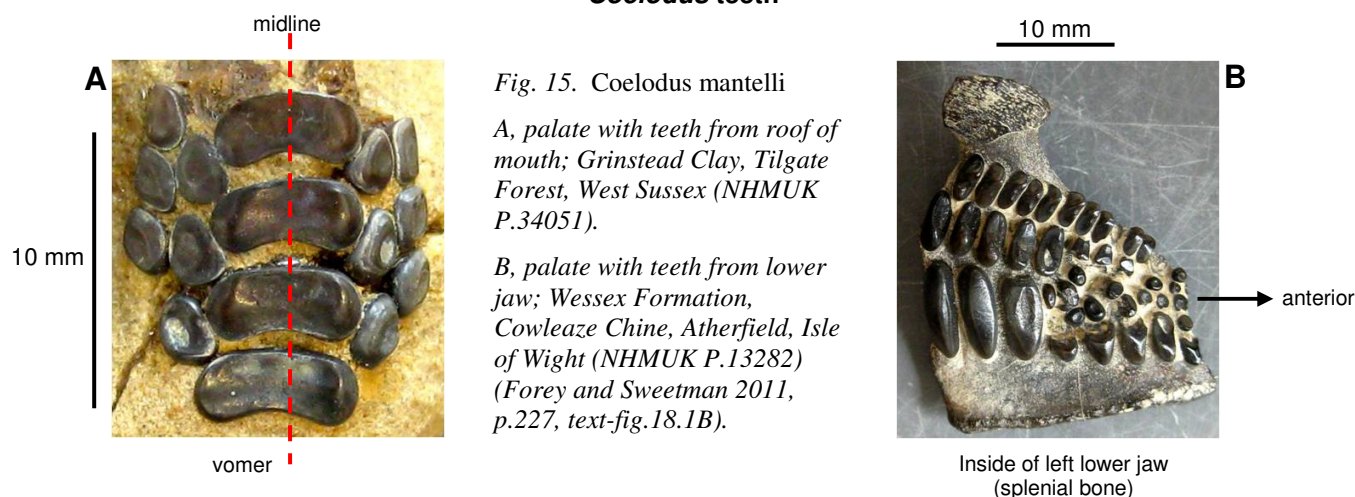 Coelodus teeth
midline
A
10 mm
vomer
Fig. 15. Coelodus mantelli
A, palate with teeth from roof of
mouth; Grinstead Clay, Tilgate
Forest, West Sussex (NHMUK
P.34051).
B, palate with teeth from lower
jaw; Wessex Formation,
Cowleaze Chine, Atherfield, Isle
of Wight (NHMUK P.13282)
(Forey and Sweetman 2011,
p.227, text-fig.18.1B).
10 mm
B
anterior
Inside of left lower jaw
(splenial bone)